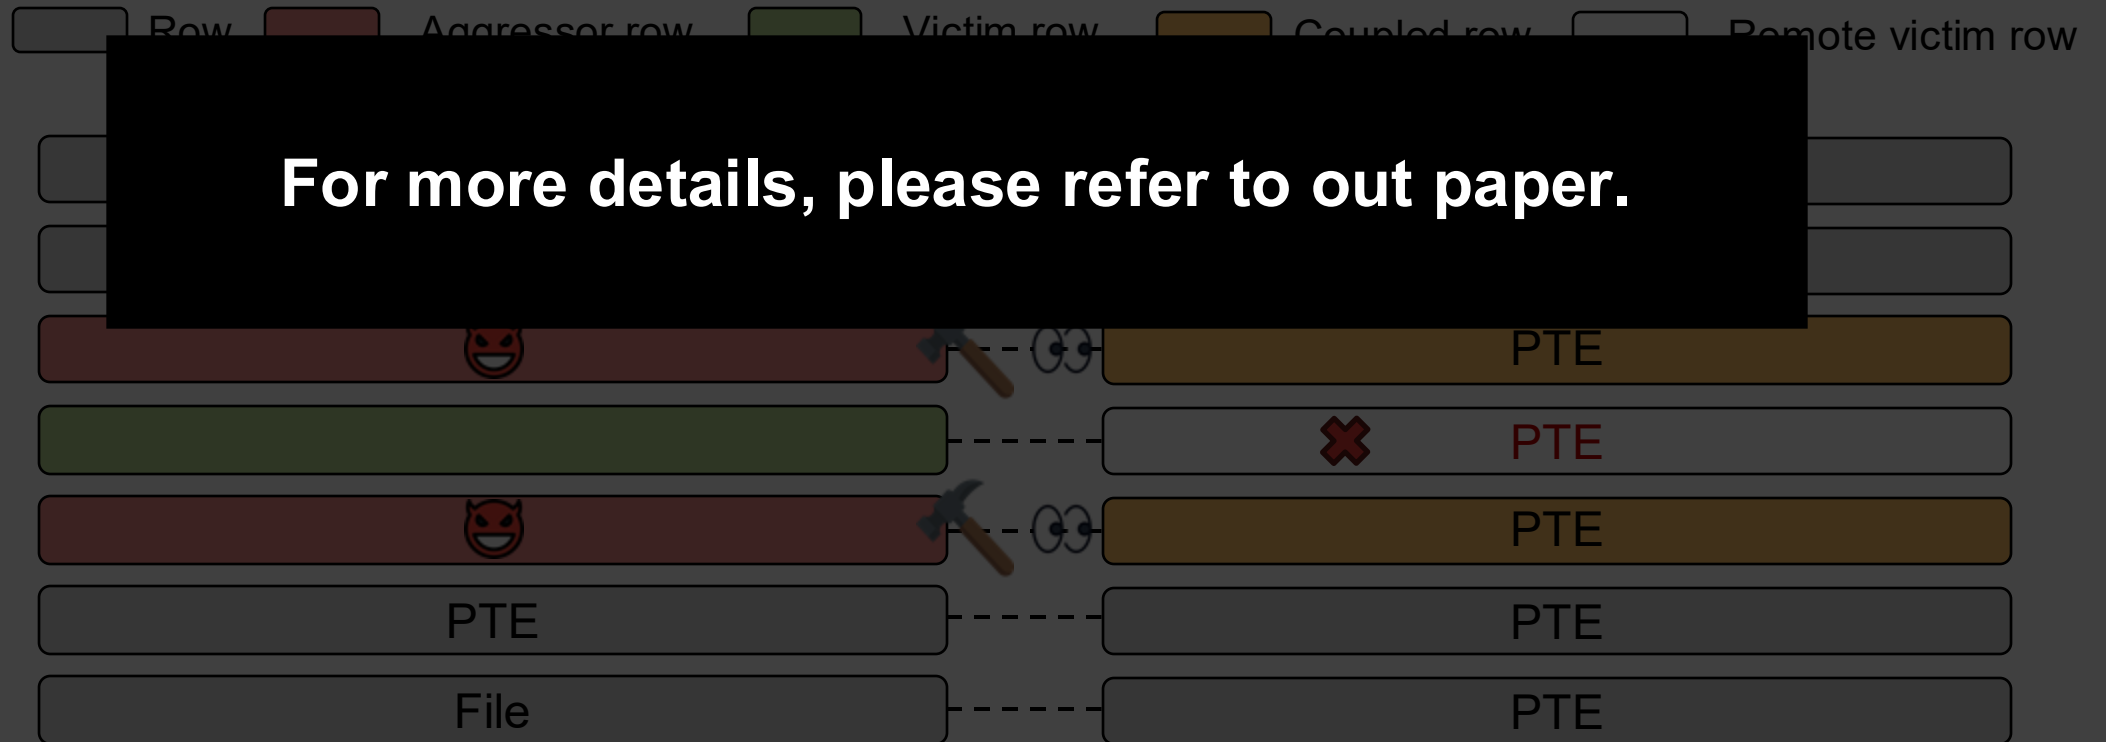 Row Aggressor row Victim row Coupled row Remote victim row
For more details, please refer to out paper.
PTE
PTE
PTE
PTE PTE
File PTE